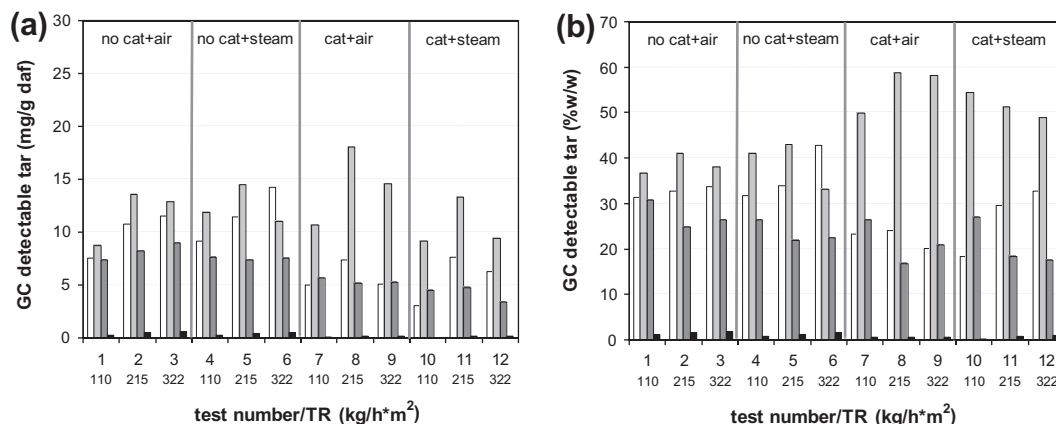 (a)
GC detectable tar (mg/g daf)
30
25
20
15
10
5
0
no cat+air no cat+steam cat+air cat+steam
1 2 3 4 5 6 7 8 9 10 11 12
110 215 322 110 215 322 110 215 322 110 215 322
test number/TR (kg/h*m²)
(b)
GC detectable tar (%w/w)
70
60
50
40
30
20
10
0
no cat+air no cat+steam cat+air cat+steam
1 2 3 4 5 6 7 8 9 10 11 12
110 215 322 110 215 322 110 215 322 110 215 322
test number/TR (kg/h*m²)